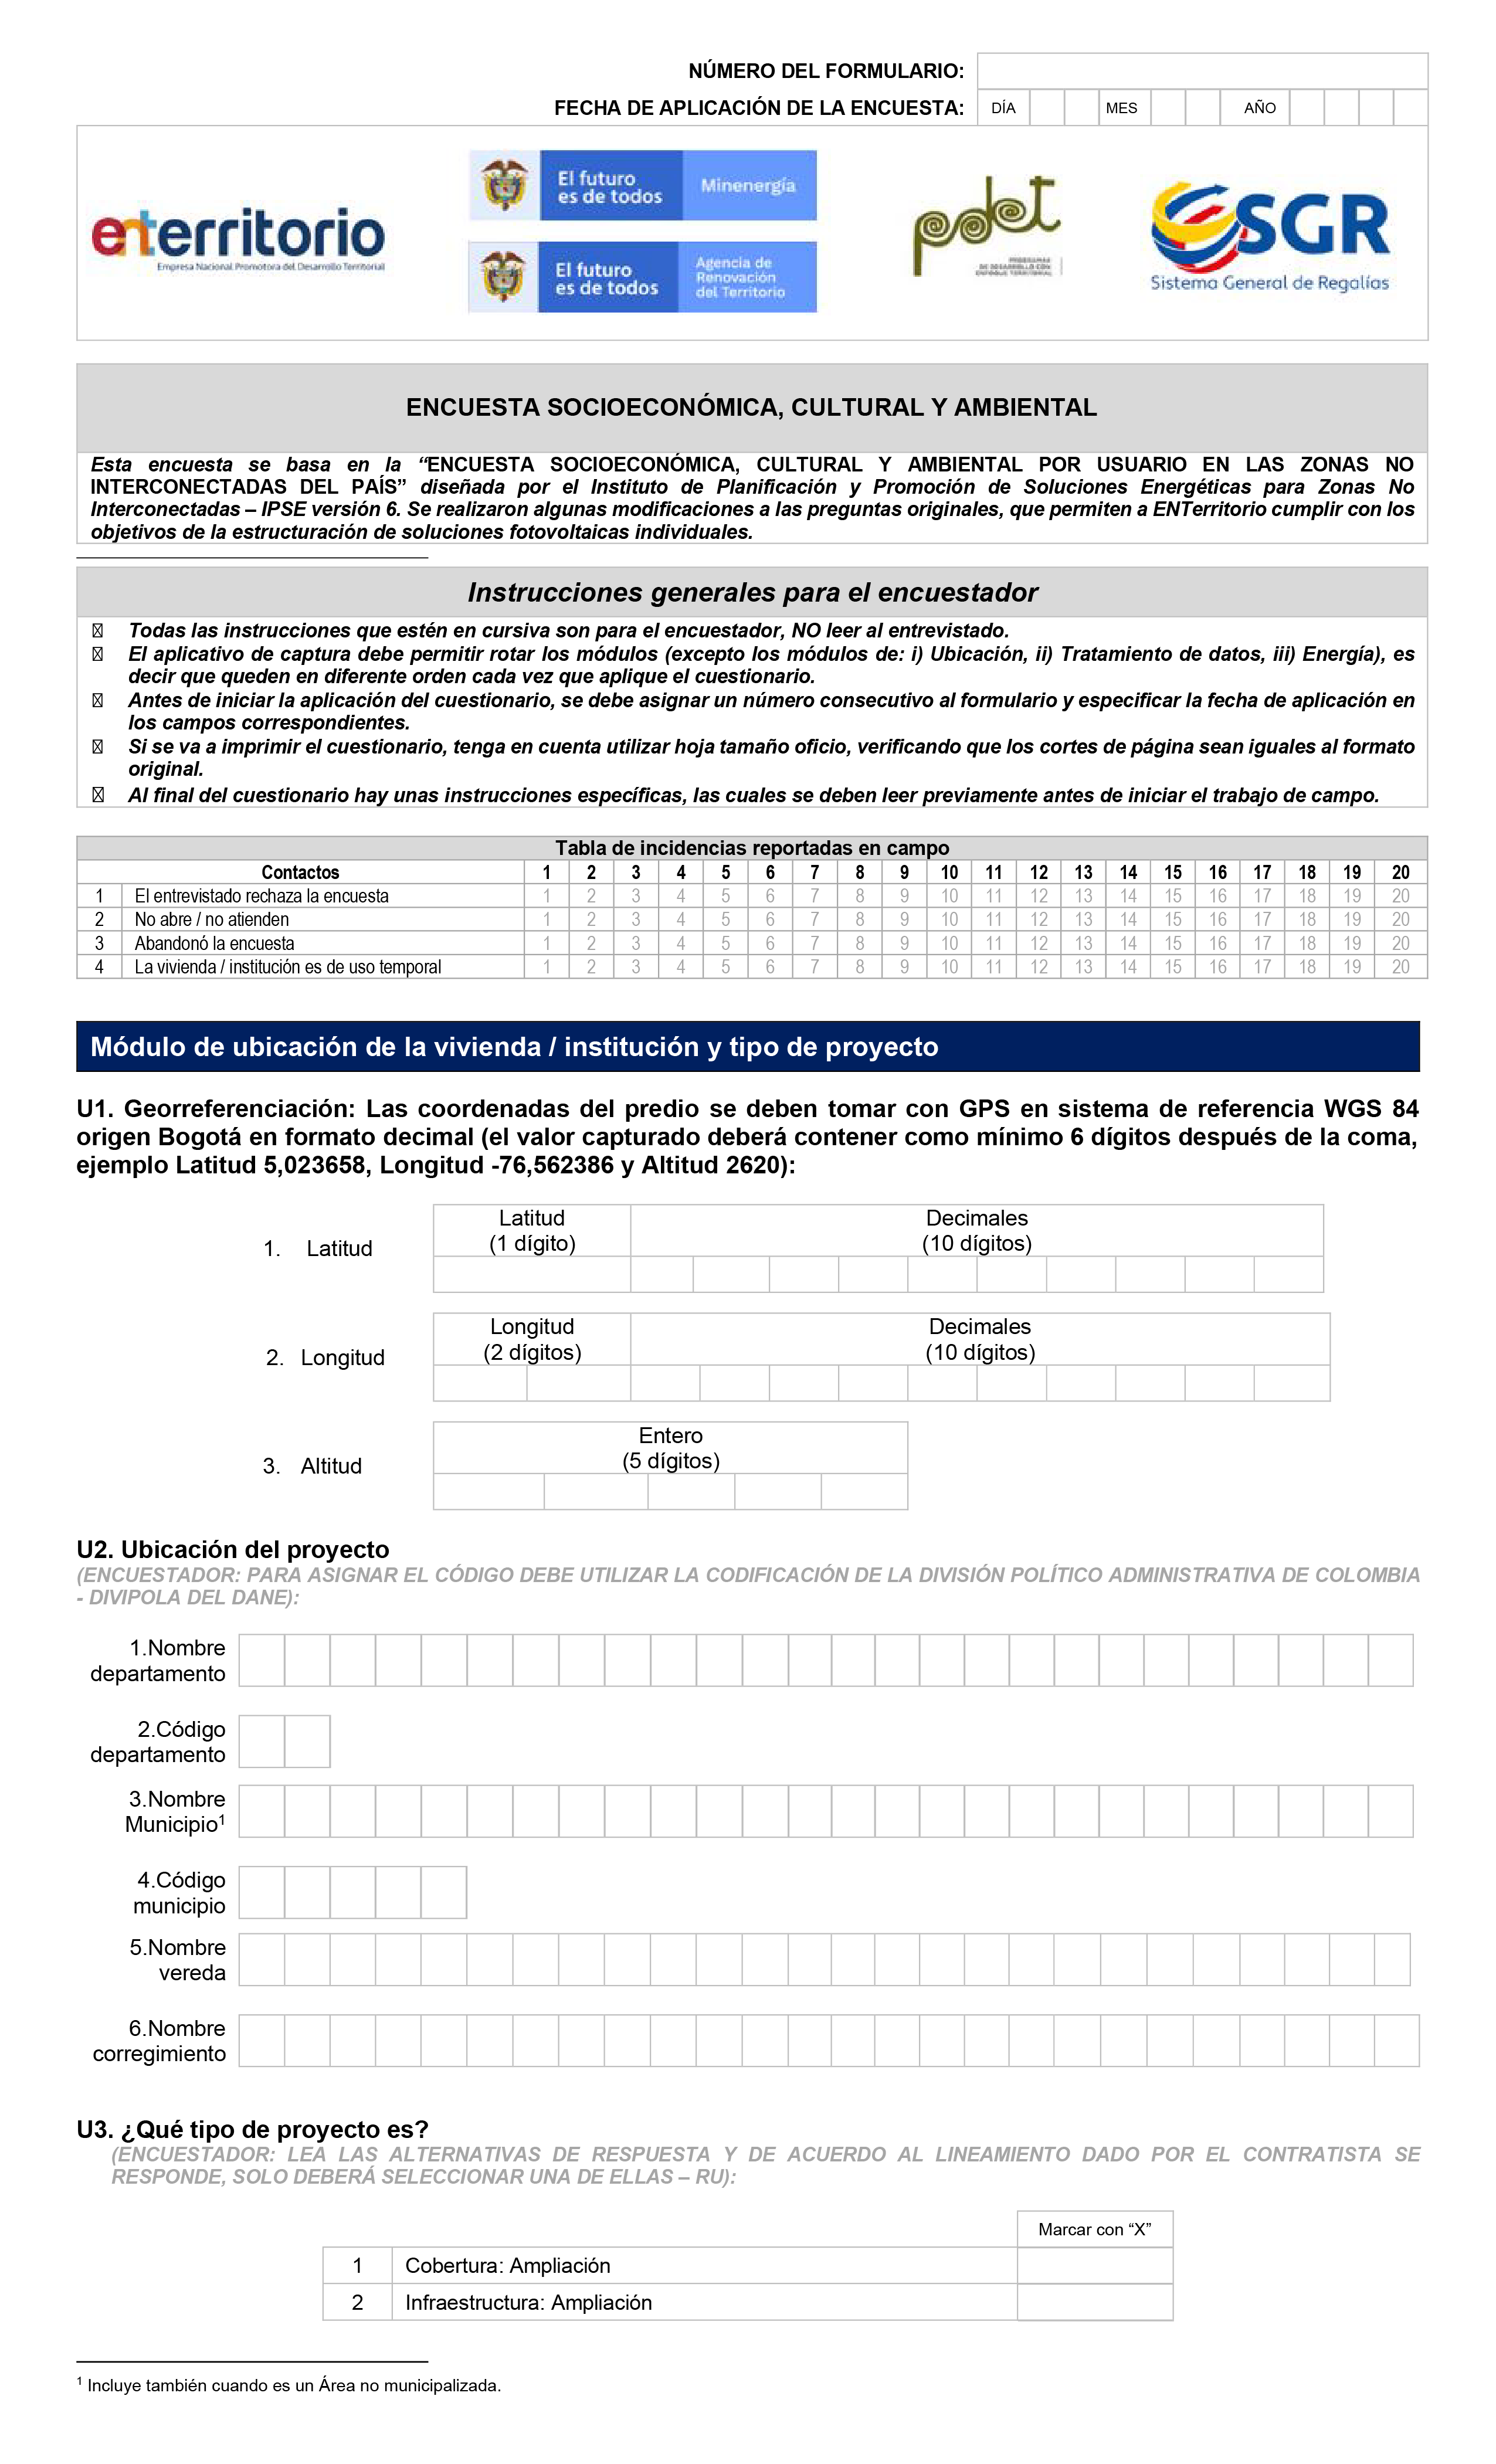 NÚMERO DEL FORMULARIO:
FECHA DE APLICACIÓN DE LA ENCUESTA: DÍA MES AÑO
enterritorio
Empresa Nacional Promotora del Desarrollo Territorial
El futuro
es de todos
Minenergía
El futuro
es de todos
Agencia de
Renovación
del Territorio
pdet
PROGRAMAS
DE DESARROLLO CON
ENFOQUE TERRITORIAL
SGR
Sistema General de Regalías
ENCUESTA SOCIOECONÓMICA, CULTURAL Y AMBIENTAL
Esta encuesta se basa en la “ENCUESTA SOCIOECONÓMICA, CULTURAL Y AMBIENTAL POR USUARIO EN LAS ZONAS NO
INTERCONECTADAS DEL PAÍS” diseñada por el Instituto de Planificación y Promoción de Soluciones Energéticas para Zonas No
Interconectadas – IPSE versión 6. Se realizaron algunas modificaciones a las preguntas originales, que permiten a ENTerritorio cumplir con los
objetivos de la estructuración de soluciones fotovoltaicas individuales.
Instrucciones generales para el encuestador
Todas las instrucciones que estén en cursiva son para el encuestador, NO leer al entrevistado.
El aplicativo de captura debe permitir rotar los módulos (excepto los módulos de: i) Ubicación, ii) Tratamiento de datos, iii) Energía), es
decir que queden en diferente orden cada vez que aplique el cuestionario.
Antes de iniciar la aplicación del cuestionario, se debe asignar un número consecutivo al formulario y especificar la fecha de aplicación en
los campos correspondientes.
Si se va a imprimir el cuestionario, tenga en cuenta utilizar hoja tamaño oficio, verificando que los cortes de página sean iguales al formato
original.
Al final del cuestionario hay unas instrucciones específicas, las cuales se deben leer previamente antes de iniciar el trabajo de campo.
Tabla de incidencias reportadas en campo
Contactos 1 2 3 4 5 6 7 8 9 10 11 12 13 14 15 16 17 18 19 20
1 El entrevistado rechaza la encuesta 1 2 3 4 5 6 7 8 9 10 11 12 13 14 15 16 17 18 19 20
2 No abre / no atienden 1 2 3 4 5 6 7 8 9 10 11 12 13 14 15 16 17 18 19 20
3 Abandonó la encuesta 1 2 3 4 5 6 7 8 9 10 11 12 13 14 15 16 17 18 19 20
4 La vivienda / institución es de uso temporal 1 2 3 4 5 6 7 8 9 10 11 12 13 14 15 16 17 18 19 20
Módulo de ubicación de la vivienda / institución y tipo de proyecto
U1. Georreferenciación: Las coordenadas del predio se deben tomar con GPS en sistema de referencia WGS 84
origen Bogotá en formato decimal (el valor capturado deberá contener como mínimo 6 dígitos después de la coma,
ejemplo Latitud 5,023658, Longitud -76,562386 y Altitud 2620):
1. Latitud
Latitud
(1 dígito)
Decimales
(10 dígitos)
2. Longitud
Longitud
(2 dígitos)
Decimales
(10 dígitos)
3. Altitud
Entero
(5 dígitos)
U2. Ubicación del proyecto
(ENCUESTADOR: PARA ASIGNAR EL CÓDIGO DEBE UTILIZAR LA CODIFICACIÓN DE LA DIVISIÓN POLÍTICO ADMINISTRATIVA DE COLOMBIA
- DIVIPOLA DEL DANE):
1.Nombre
departamento
2.Código
departamento
3.Nombre
Municipio¹
4.Código
municipio
5.Nombre
vereda
6.Nombre
corregimiento
U3. ¿Qué tipo de proyecto es?
(ENCUESTADOR: LEA LAS ALTERNATIVAS DE RESPUESTA Y DE ACUERDO AL LINEAMIENTO DADO POR EL CONTRATISTA SE
RESPONDE, SOLO DEBERÁ SELECCIONAR UNA DE ELLAS – RU):
Marcar con “X”
1 Cobertura: Ampliación
2 Infraestructura: Ampliación
¹ Incluye también cuando es un Área no municipalizada.